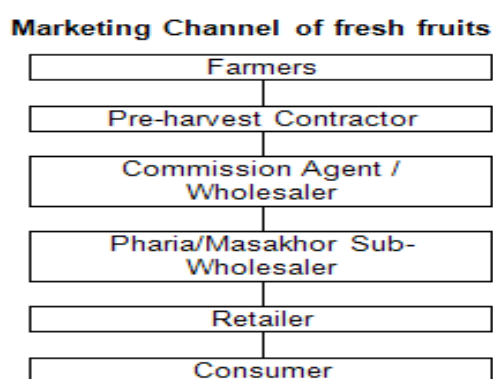 Marketing Channel of fresh fruits
Farmers
Pre-harvest Contractor
Commission Agent /
Wholesaler
Pharia/Masakhor Sub-
Wholesaler
Retailer
Consumer